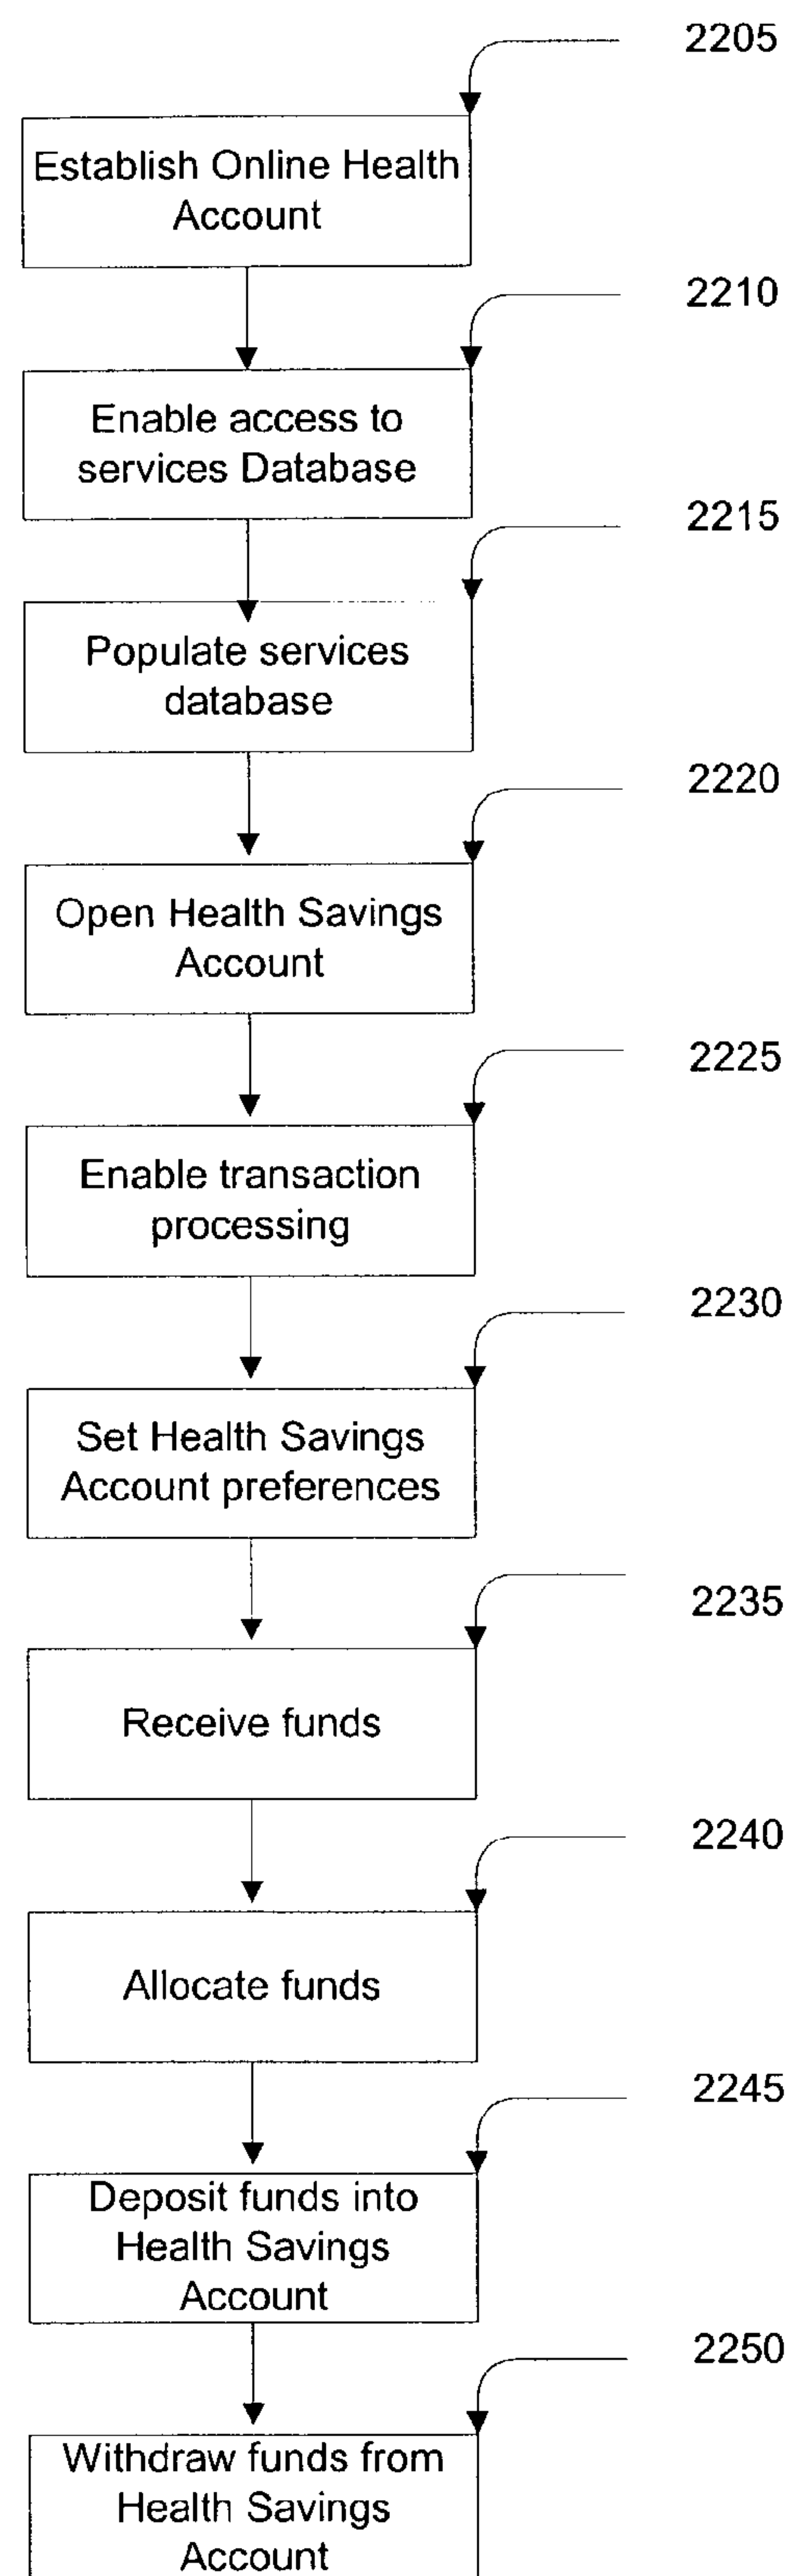 2205
Establish Online Health
Account
2210
Enable access to
services Database
2215
Populate services
database
2220
Open Health Savings
Account
2225
Enable transaction
processing
2230
Set Health Savings
Account preferences
2235
Receive funds
2240
Allocate funds
2245
Deposit funds into
Health Savings
Account
2250
Withdraw funds from
Health Savings
Account